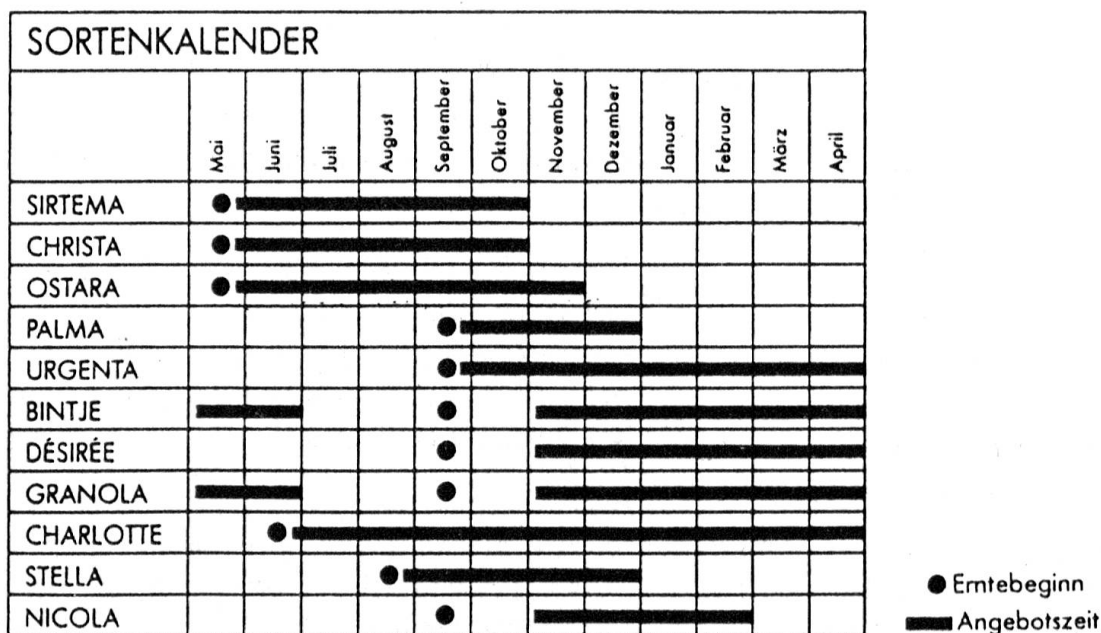 SORTENKALENDER
Mai Juni Juli August September Oktober November Dezember Januar Februar März April
SIRTEMA
CHRISTA
OSTARA
PALMA
URGENTA
BINTJE
DÉSIRÉE
GRANOLA
CHARLOTTE
STELLA
NICOLA
Erntebeginn
Angebotszeit